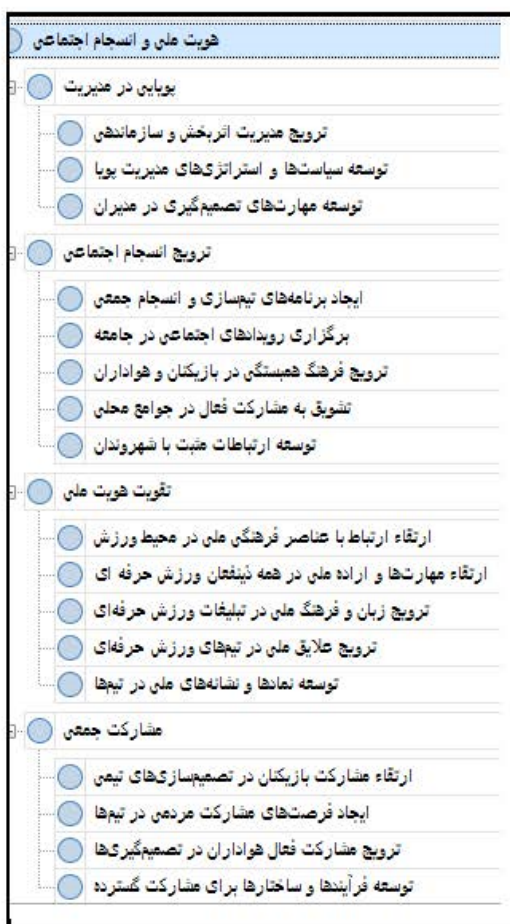 هویت ملی و انسجام اجتماعی
پویایی در مدیریت
ترویج مدیریت اثربخش و سازماندهی
توسعه سیاست‌ها و استراتژی‌های مدیریت پویا
توسعه مهارت‌های تصمیم‌گیری در مدیران
ترویج انسجام اجتماعی
ایجاد برنامه‌های تیم‌سازی و انسجام جمعی
برگزاری رویدادهای اجتماعی در جامعه
ترویج فرهنگ همبستگی در بازیکنان و هواداران
تشویق به مشارکت فعال در جوامع محلی
توسعه ارتباطات مثبت با شهروندان
تقویت هویت ملی
ارتقاء ارتباط با عناصر فرهنگی ملی در محیط ورزش
ارتقاء مهارت‌ها و اراده ملی در همه ذینفعان ورزش حرفه ای
ترویج زبان و فرهنگ ملی در تبلیغات ورزش حرفه‌ای
ترویج علایق ملی در تیم‌های ورزش حرفه‌ای
توسعه نمادها و نشانه‌های ملی در تیم‌ها
مشارکت جمعی
ارتقاء مشارکت بازیکنان در تصمیم‌سازی‌های تیمی
ایجاد فرصت‌های مشارکت مردمی در تیم‌ها
ترویج مشارکت فعال هواداران در تصمیم‌گیری‌ها
توسعه فرآیندها و ساختارها برای مشارکت گسترده